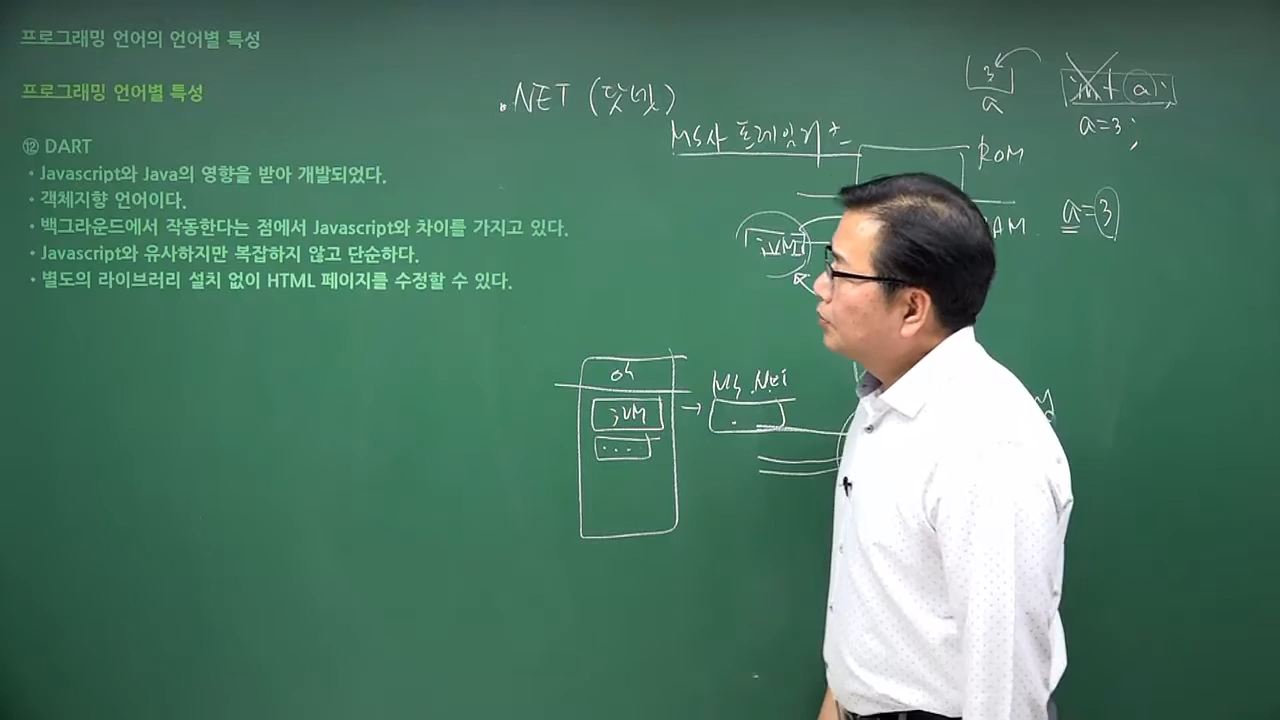 프로그래밍 언어의 언어별 특성
프로그래밍 언어별 특성
⑫ DART
· Javascript와 Java의 영향을 받아 개발되었다.
· 객체지향 언어이다.
· 백그라운드에서 작동한다는 점에서 Javascript와 차이를 가지고 있다.
· Javascript와 유사하지만 복잡하지 않고 단순하다.
· 별도의 라이브러리 설치 없이 HTML 페이지를 수정할 수 있다.
.NET (닷넷)
MS사 프레임워크
3
a
int a;
a=3;
ROM
AM
a=3
JVM
MS .Net
...